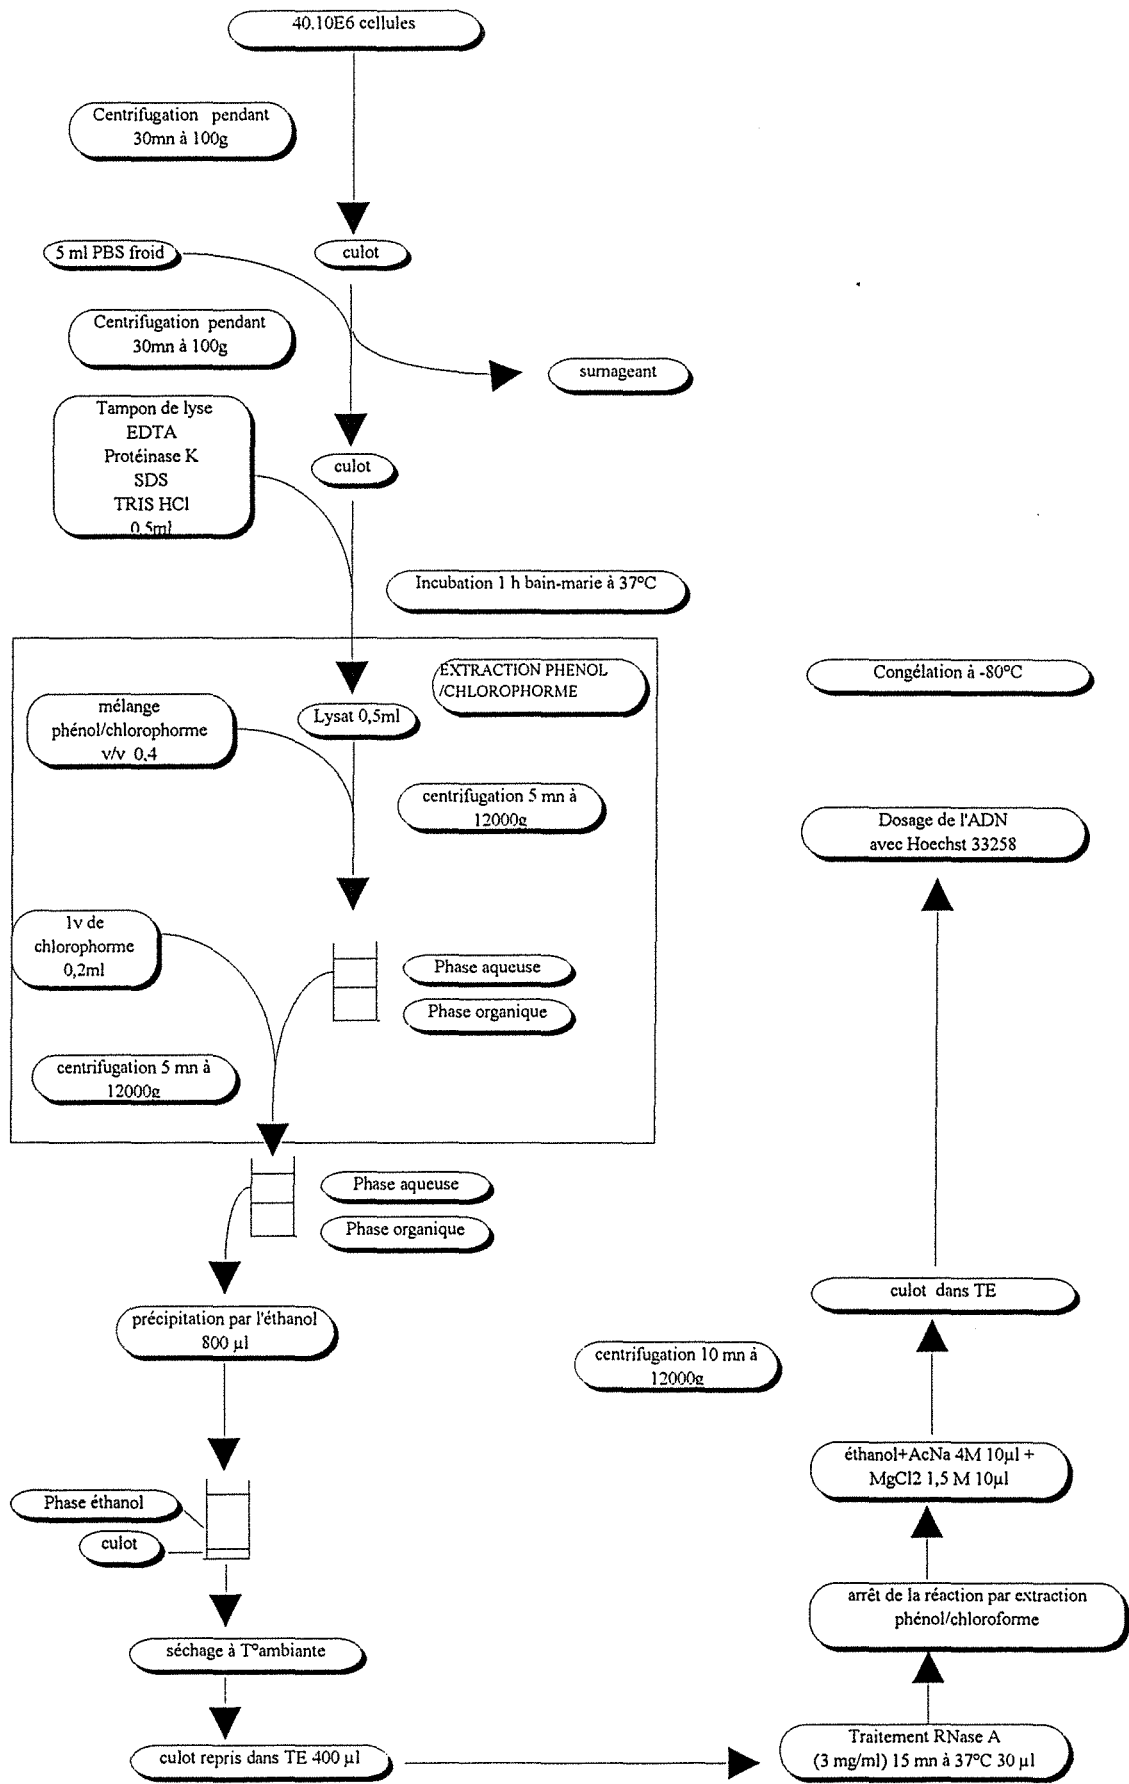 40.10E6 cellules
Centrifugation pendant
30mn à 100g
5 ml PBS froid
culot
Centrifugation pendant
30mn à 100g
surnageant
Tampon de lyse
EDTA
Protéinase K
SDS
TRIS HCl
0,5ml
culot
Incubation 1 h bain-marie à 37°C
EXTRACTION PHENOL
/CHLOROPHORME
mélange
phénol/chlorophorme
v/v 0,4
Lysat 0,5ml
centrifugation 5 mn à
12000g
1v de
chlorophorme
0,2ml
Phase aqueuse
Phase organique
centrifugation 5 mn à
12000g
Phase aqueuse
Phase organique
précipitation par l'éthanol
800 µl
Phase éthanol
culot
séchage à T°ambiante
culot repris dans TE 400 µl
Traitement RNase A
(3 mg/ml) 15 mn à 37°C 30 µl
arrêt de la réaction par extraction
phénol/chloroforme
éthanol+AcNa 4M 10µl +
MgCl2 1,5 M 10µl
centrifugation 10 mn à
12000g
culot dans TE
Dosage de l'ADN
avec Hoechst 33258
Congélation à -80°C